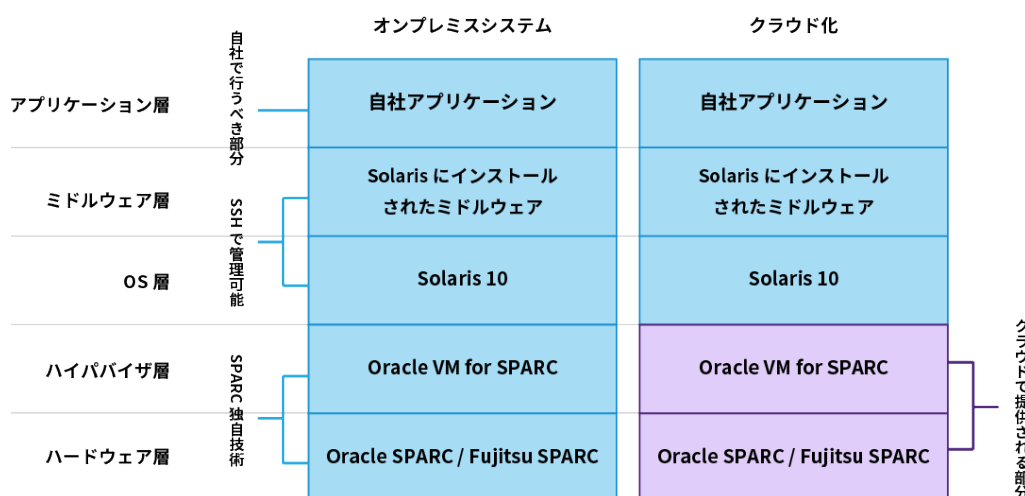 オンプレミスシステム
クラウド化
アプリケーション層
自社で行うべき部分
自社アプリケーション
自社アプリケーション
ミドルウェア層
SSH で管理可能
Solaris にインストール
されたミドルウェア
Solaris にインストール
されたミドルウェア
OS 層
Solaris 10
Solaris 10
ハイパバイザ層
SPARC 独自技術
Oracle VM for SPARC
Oracle VM for SPARC
クラウドで提供される部分
ハードウェア層
Oracle SPARC / Fujitsu SPARC
Oracle SPARC / Fujitsu SPARC